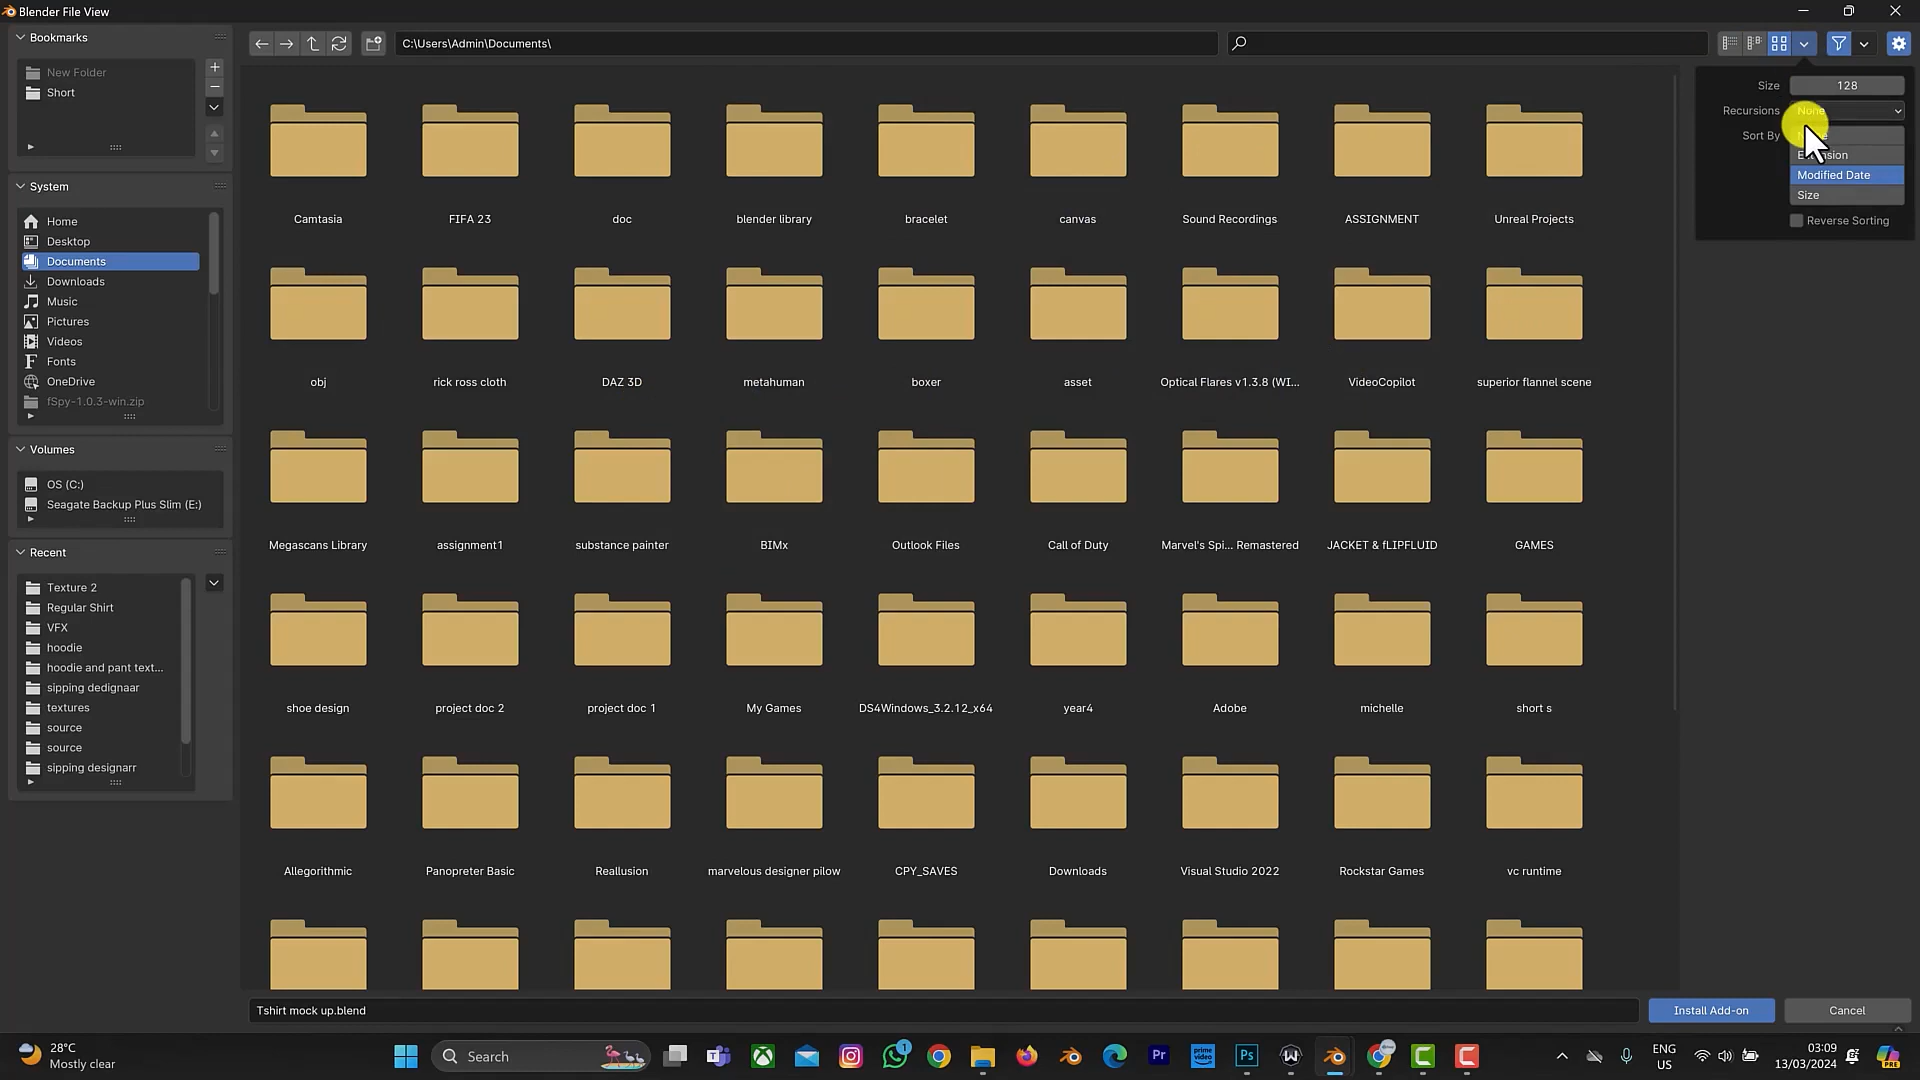 Blender File View
Bookmarks
New Folder
Short
System
Home
Desktop
Documents
Downloads
Music
Pictures
Videos
Fonts
OneDrive
fSpy-1.0.3-win.zip
Volumes
OS (C:)
Seagate Backup Plus Slim (E:)
Recent
Texture 2
Regular Shirt
VFX
hoodie
hoodie and pant text...
sipping dedignaar
textures
source
source
sipping designarr
C:\Users\Admin\Documents\
Size 128
Recursions None
Sort By
Modified Date
Size
Reverse Sorting
Camtasia FIFA 23 doc blender library bracelet canvas Sound Recordings ASSIGNMENT Unreal Projects
obj rick ross cloth DAZ 3D metahuman boxer asset Optical Flares v1.3.8 (WI... VideoCopilot superior flannel scene
Megascans Library assignment1 substance painter BIMx Outlook Files Call of Duty Marvel's Spi... Remastered JACKET & fLIPFLUID GAMES
shoe design project doc 2 project doc 1 My Games DS4Windows_3.2.12_x64 year4 Adobe michelle short s
Allegorithmic Panopreter Basic Reallusion marvelous designer pilow CPY_SAVES Downloads Visual Studio 2022 Rockstar Games vc runtime
Tshirt mock up.blend
Install Add-on
Cancel
28°C
Mostly clear
Search
1
prime video
Pr
Ps
ENG
US
03:09
13/03/2024
PRE